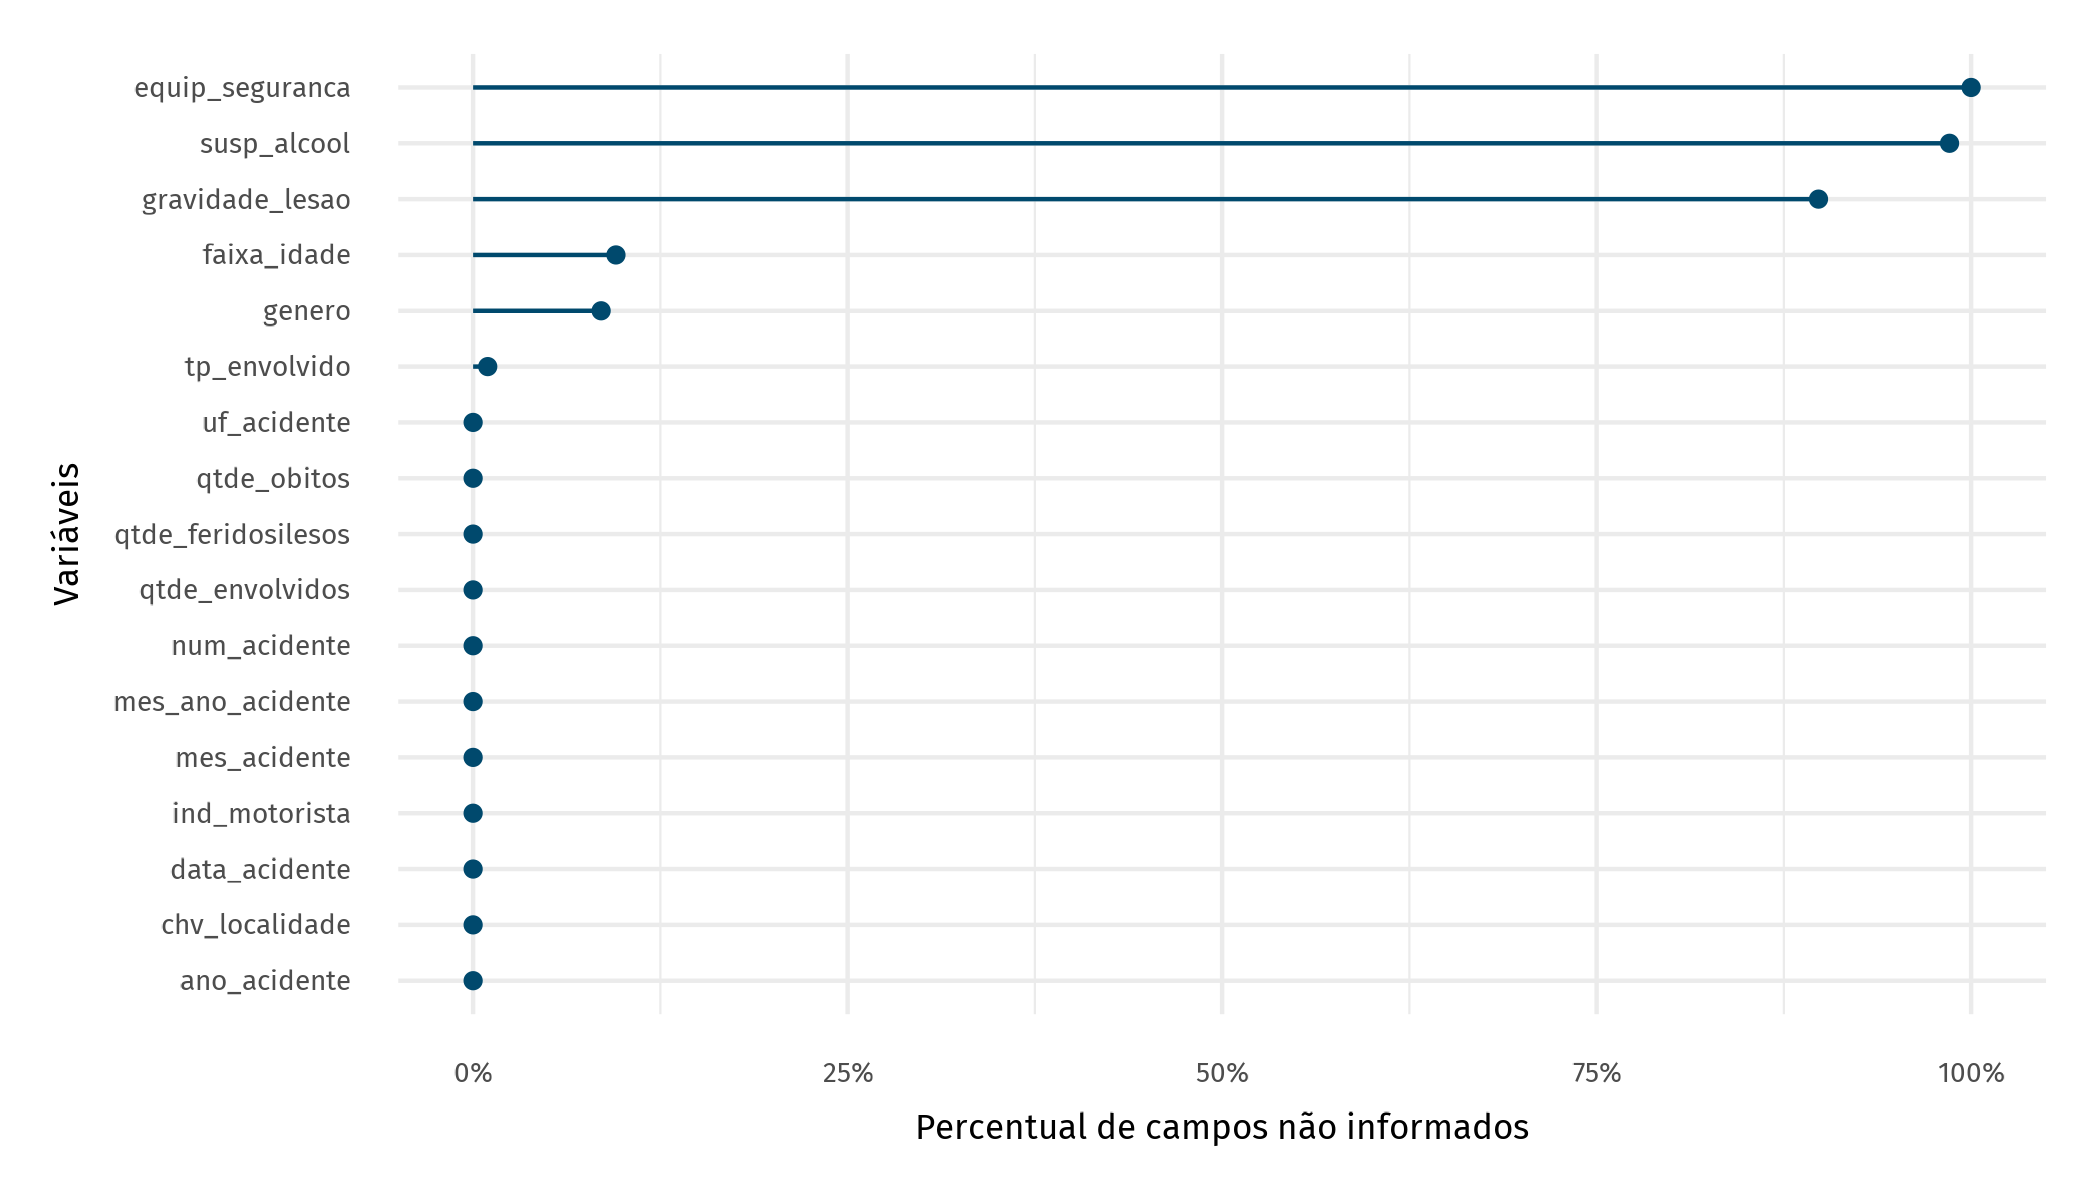 equip_seguranca
susp_alcool
gravidade_lesao
faixa_idade
genero
tp_envolvido
uf_acidente
qtde_obitos
qtde_feridosilesos
qtde_envolvidos
num_acidente
mes_ano_acidente
mes_acidente
ind_motorista
data_acidente
chv_localidade
ano_acidente
Variáveis
0% 25% 50% 75% 100%
Percentual de campos não informados